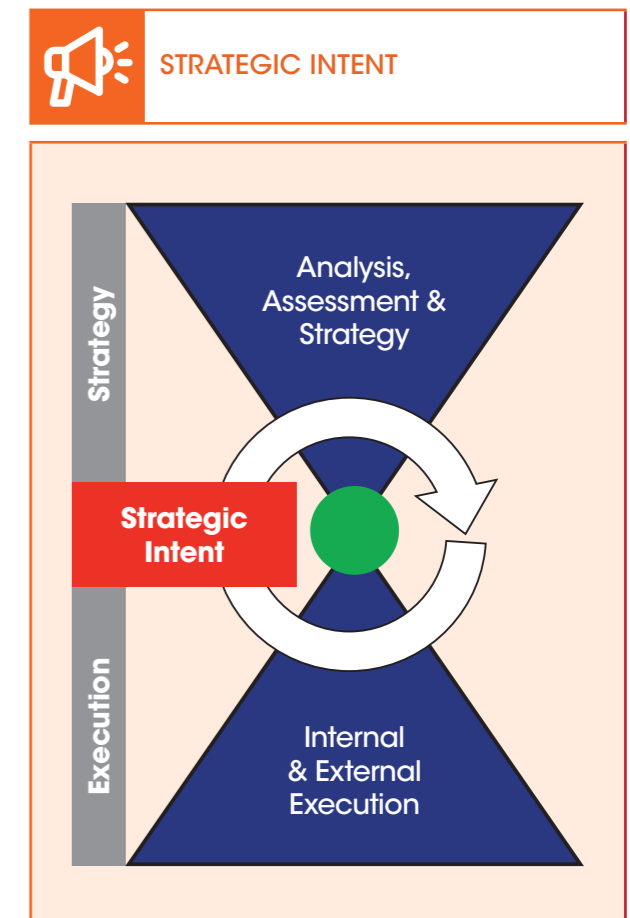 STRATEGIC INTENT
Strategy
Analysis,
Assessment &
Strategy
Strategic
Intent
Execution
Internal
& External
Execution